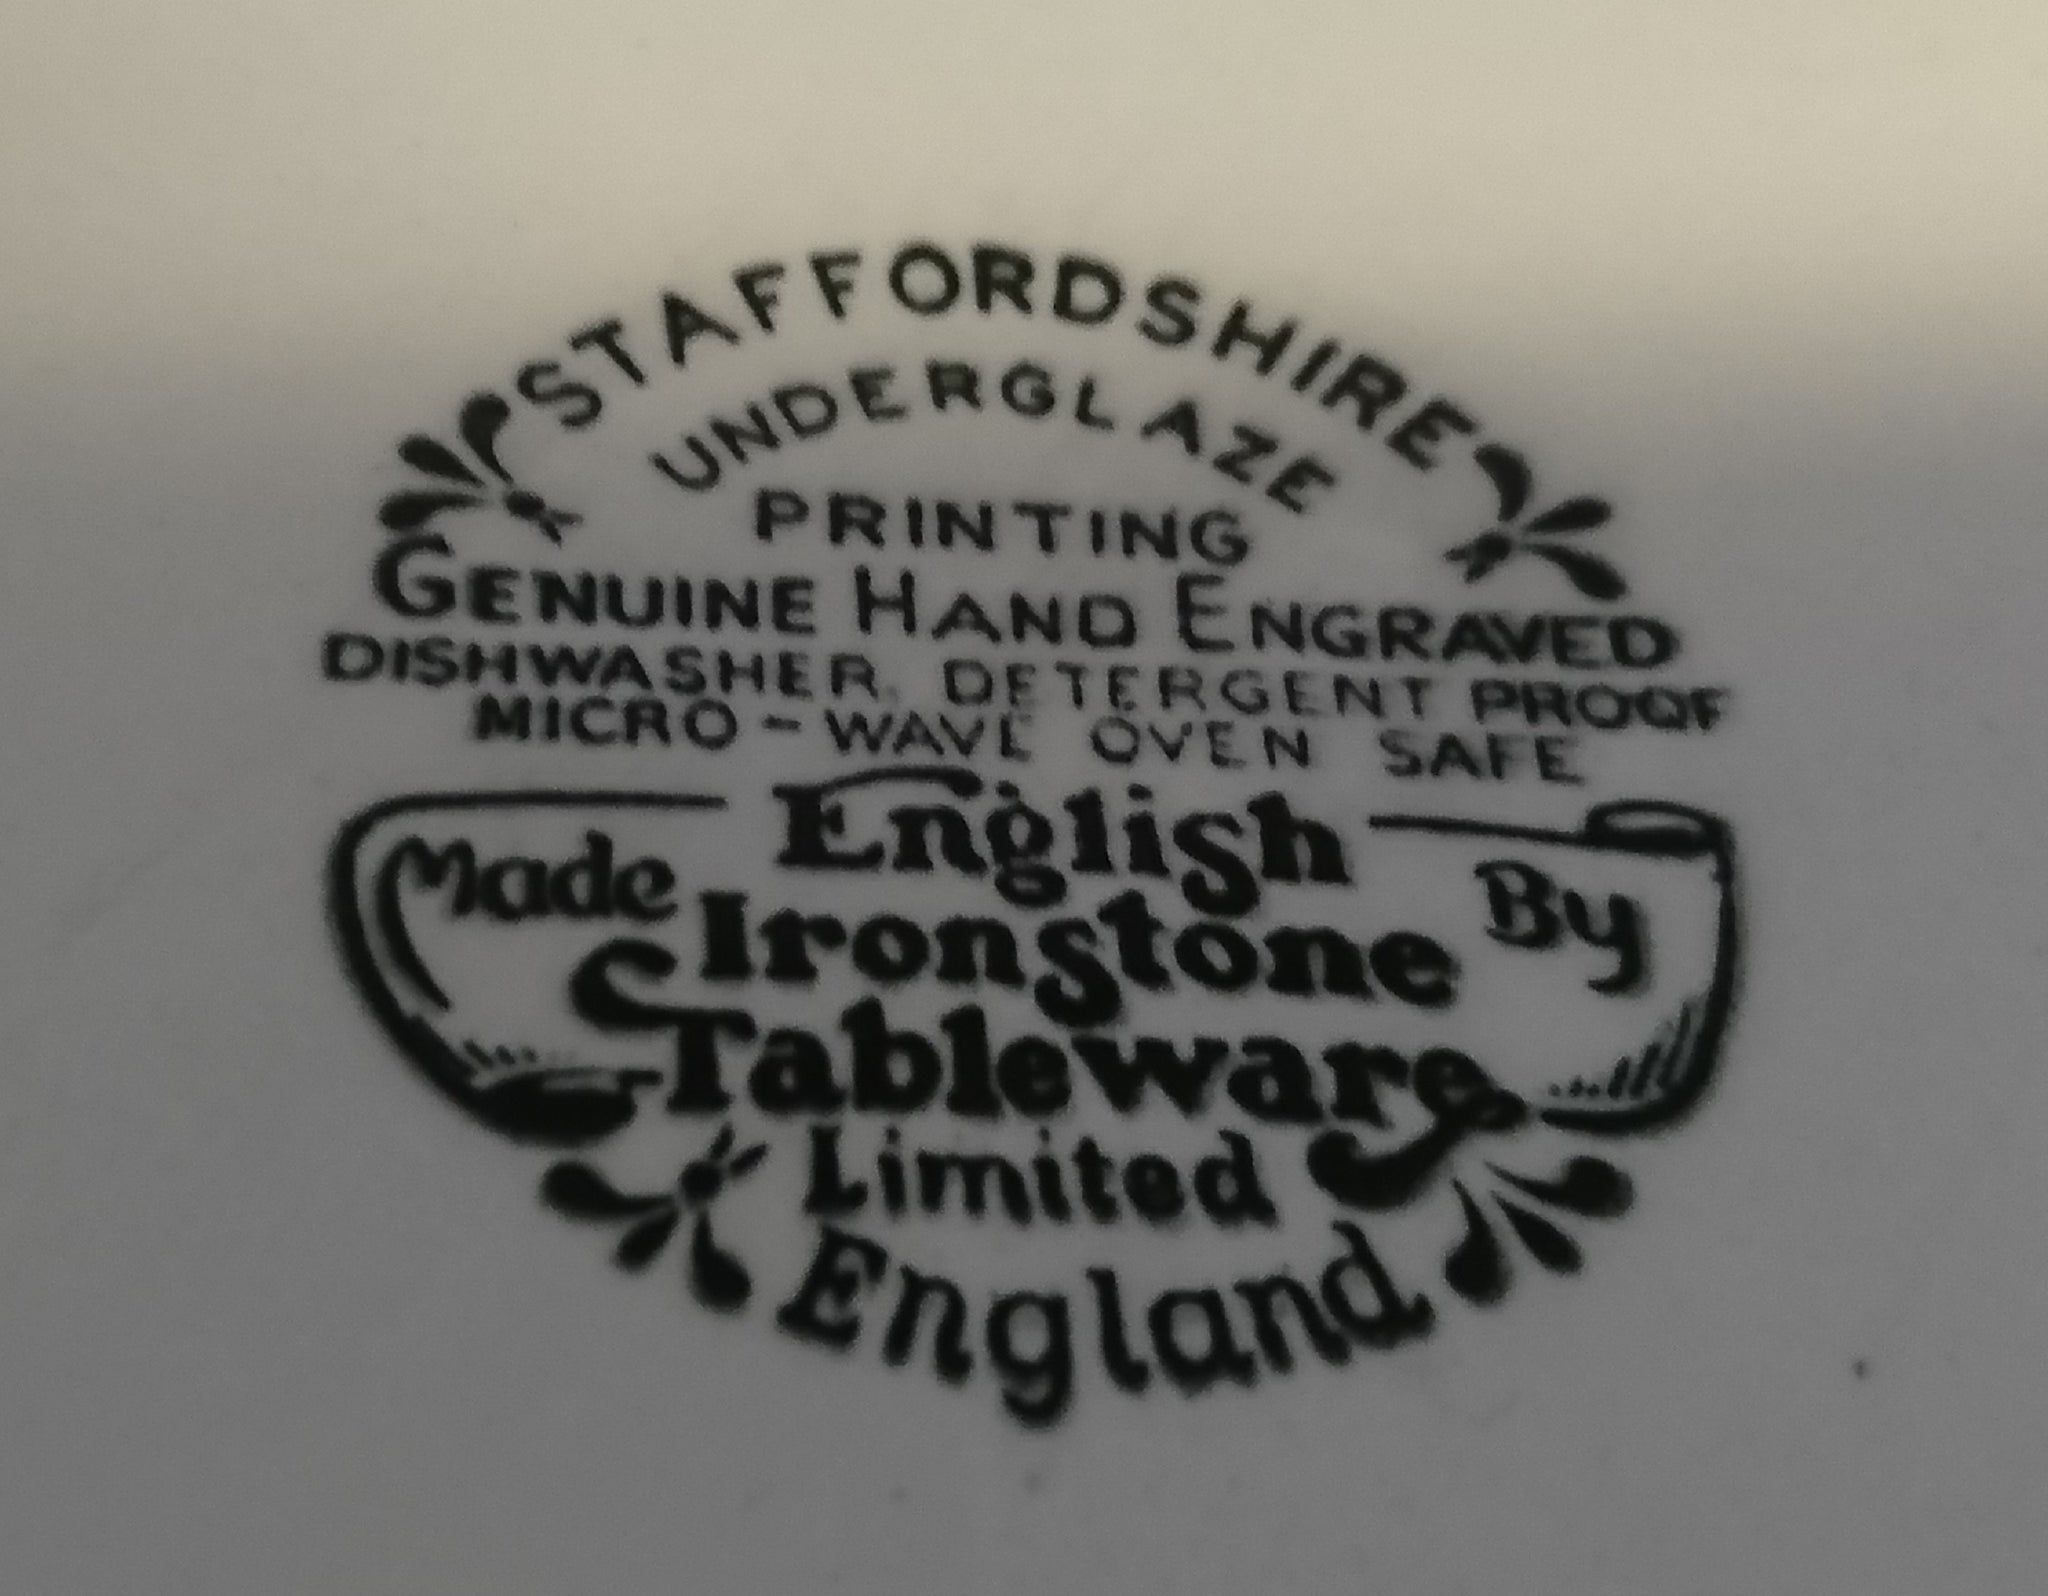 STAFFORDSHIRE
UNDERGLAZE
PRINTING
GENUINE HAND ENGRAVED
DISHWASHER, DETERGENT PROOF
MICRO-WAVE OVEN SAFE
Made English By
Ironstone
Tableware
Limited
England